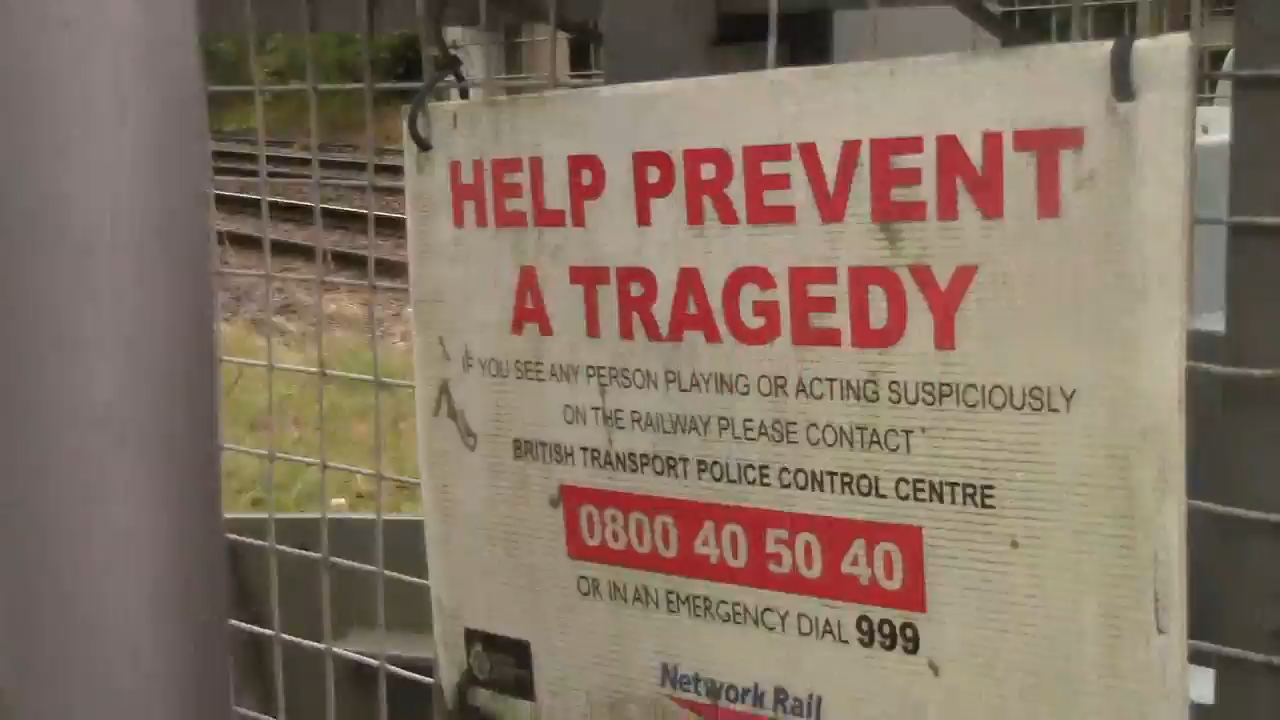 HELP PREVENT
A TRAGEDY
IF YOU SEE ANY PERSON PLAYING OR ACTING SUSPICIOUSLY
ON THE RAILWAY PLEASE CONTACT
BRITISH TRANSPORT POLICE CONTROL CENTRE
0800 40 50 40
OR IN AN EMERGENCY DIAL 999
Network Rail